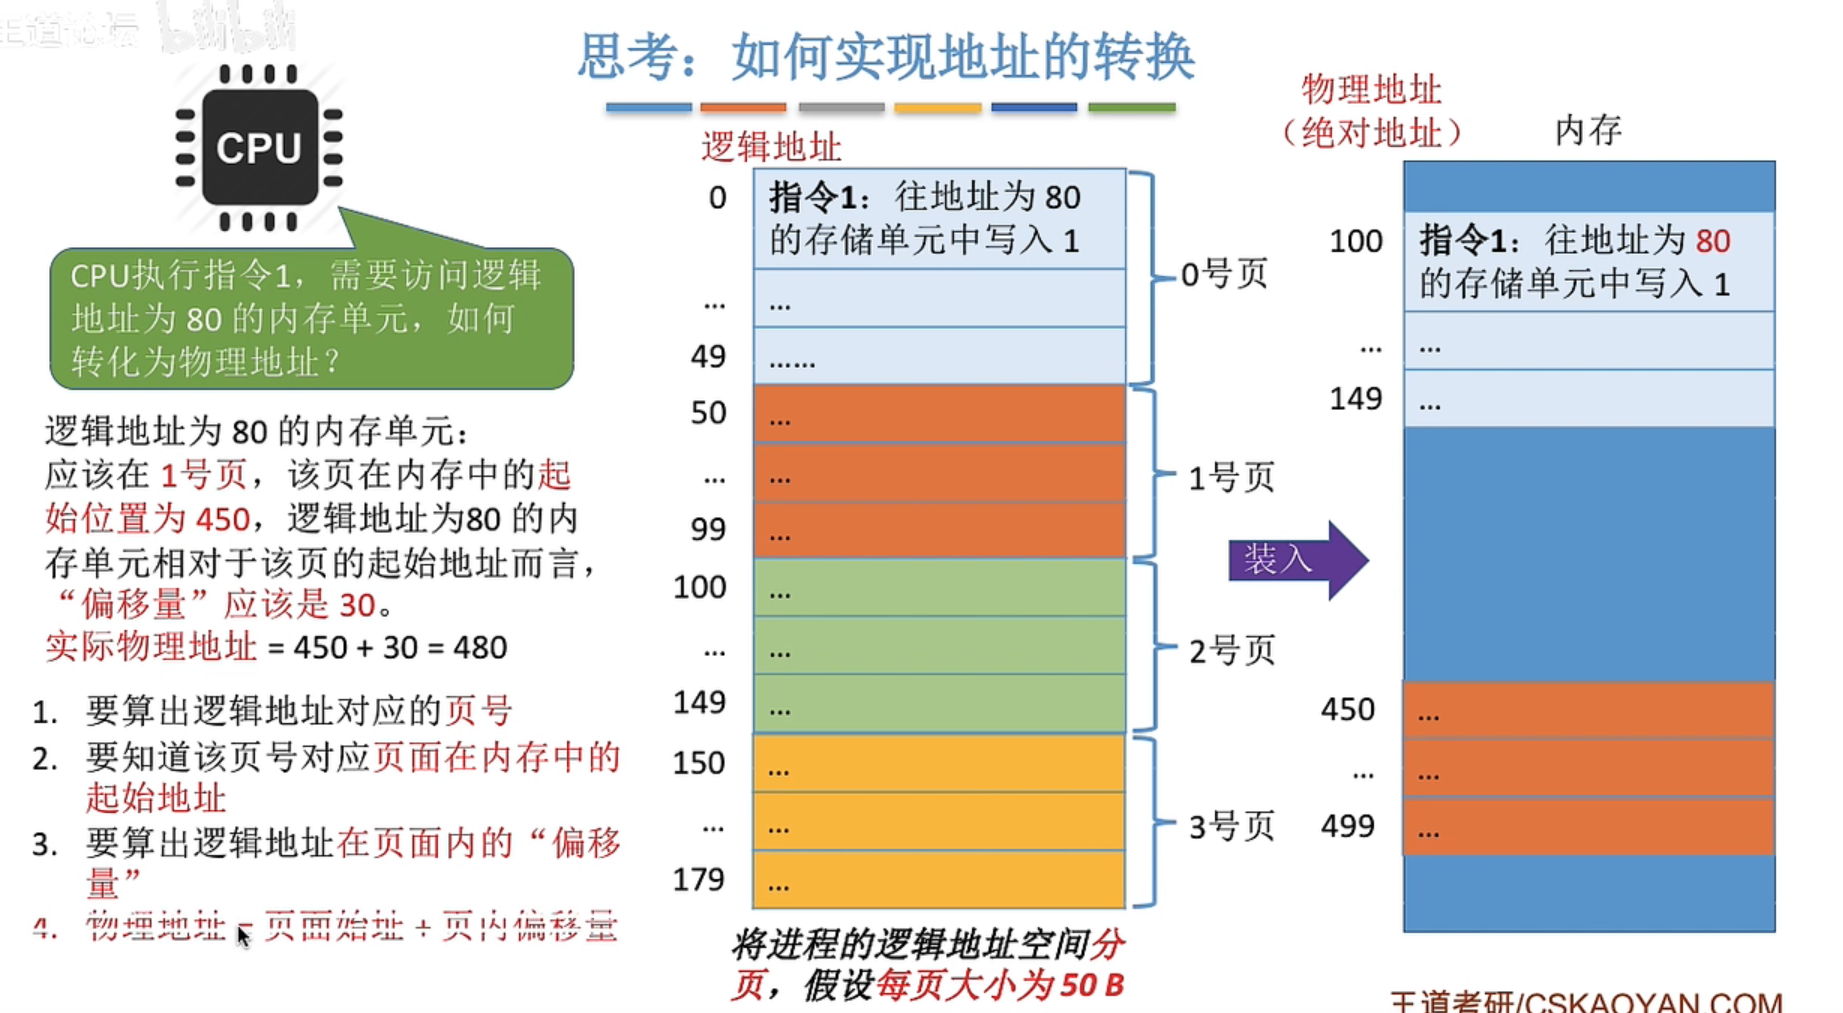 王道论坛
bilibili
思考：如何实现地址的转换
CPU
CPU执行指令1，需要访问逻辑
地址为 80 的内存单元，如何
转化为物理地址？
逻辑地址为 80 的内存单元：
应该在 1号页，该页在内存中的起
始位置为 450，逻辑地址为80 的内
存单元相对于该页的起始地址而言，
“偏移量”应该是 30。
实际物理地址 = 450 + 30 = 480
1. 要算出逻辑地址对应的页号
2. 要知道该页号对应页面在内存中的
起始地址
3. 要算出逻辑地址在页面内的“偏移
量”
4. 物理地址 = 页面始址 + 页内偏移量
逻辑地址
0 指令1：往地址为 80
的存储单元中写入 1
... ...
49 ......
0号页
50 ...
... ...
99 ...
1号页
100 ...
... ...
149 ...
2号页
150 ...
... ...
179 ...
3号页
将进程的逻辑地址空间分
页，假设每页大小为 50 B
装入
物理地址
（绝对地址）
内存
100 指令1：往地址为 80
的存储单元中写入 1
... ...
149 ...
450 ...
... ...
499 ...
王道考研/CSKAOYAN.COM